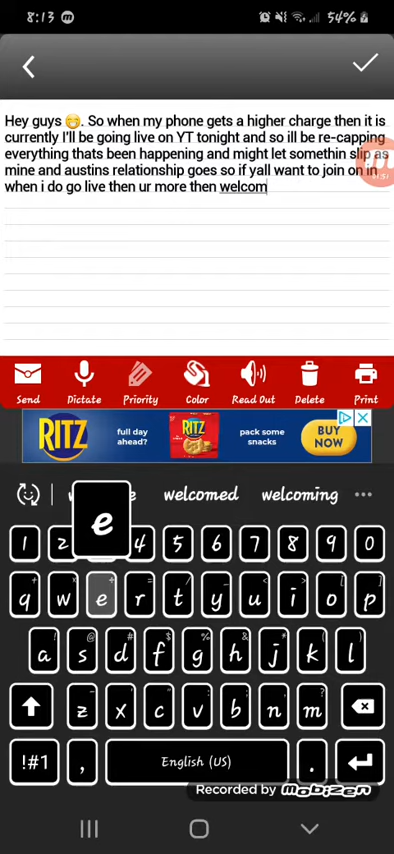 8:13 m 54%
Hey guys 😁. So when my phone gets a higher charge then it is
currently I'll be going live on YT tonight and so ill be re-capping
everything thats been happening and might let somethin slip as
mine and austins relationship goes so if yall want to join on in
when i do go live then ur more then welcom
01:51
Send Dictate Priority Color Read Out Delete Print
RITZ full day ahead? RITZ pack some snacks BUY NOW
e welcomed welcoming
e
1 2 4 5 6 7 8 9 0
q w e r t y u i o p
a s d f g h j k l
z x c v b n m
!#1 , English (US) .
Recorded by mobizen